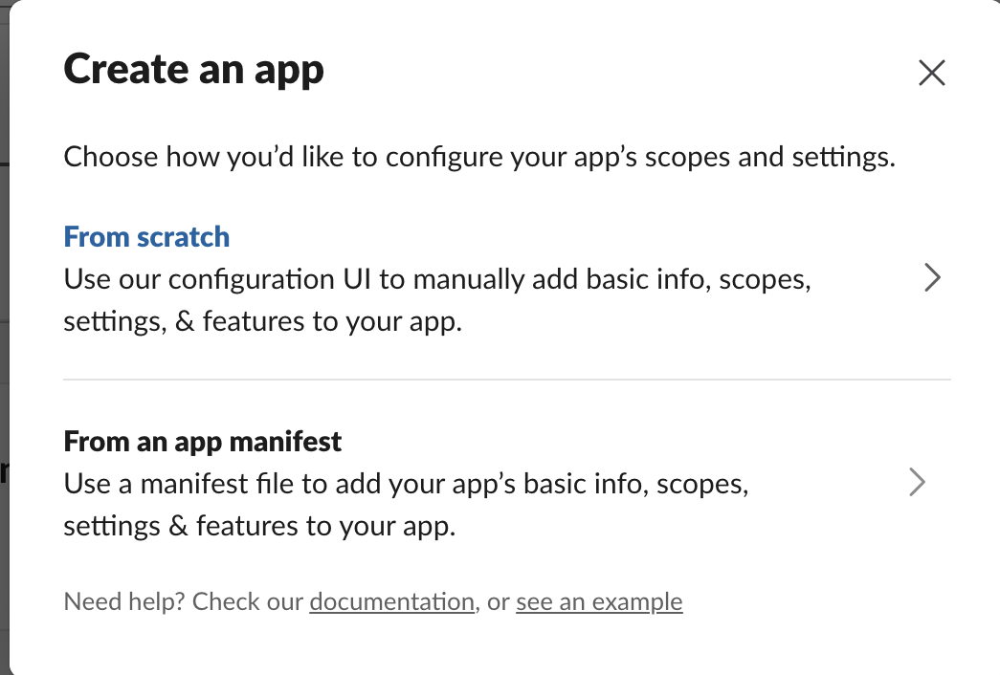 Create an app
Choose how you’d like to configure your app’s scopes and settings.
From scratch
Use our configuration UI to manually add basic info, scopes,
settings, & features to your app.
From an app manifest
Use a manifest file to add your app’s basic info, scopes,
settings & features to your app.
Need help? Check our documentation, or see an example